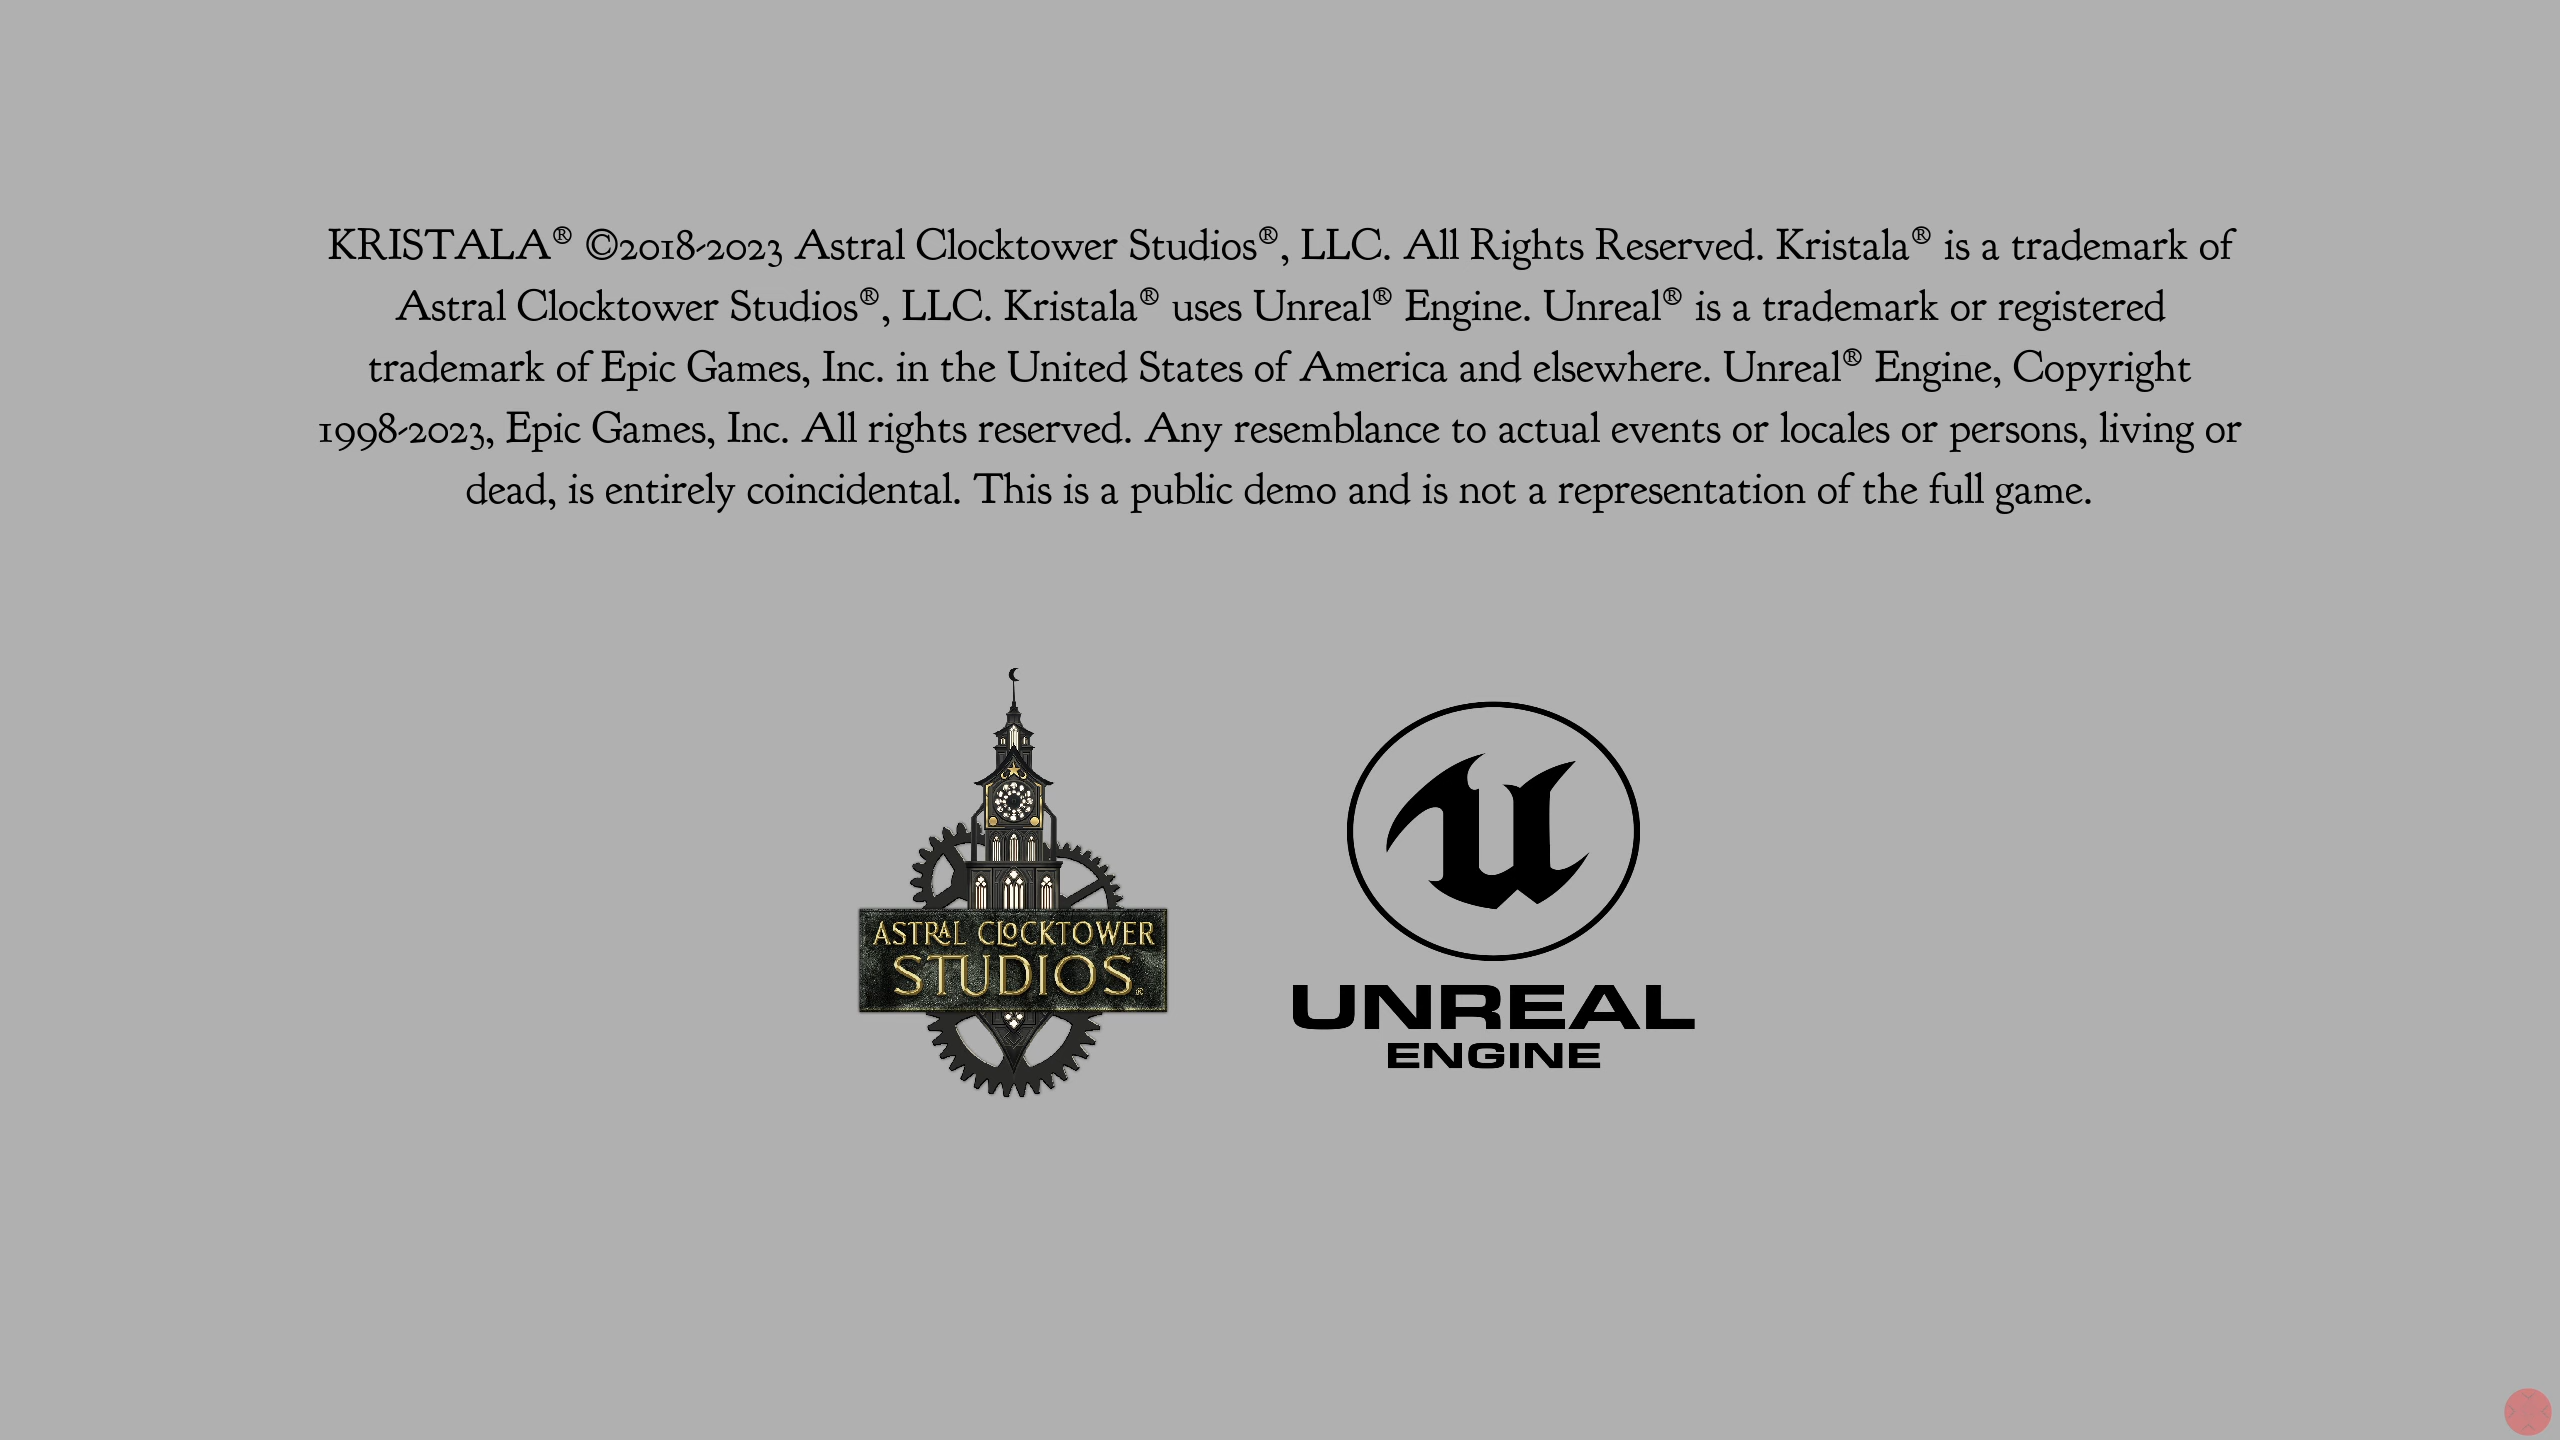 KRISTALA® ©2018-2023 Astral Clocktower Studios®, LLC. All Rights Reserved. Kristala® is a trademark of
Astral Clocktower Studios®, LLC. Kristala® uses Unreal® Engine. Unreal® is a trademark or registered
trademark of Epic Games, Inc. in the United States of America and elsewhere. Unreal® Engine, Copyright
1998-2023, Epic Games, Inc. All rights reserved. Any resemblance to actual events or locales or persons, living or
dead, is entirely coincidental. This is a public demo and is not a representation of the full game.
ASTRAL CLOCKTOWER
STUDIOS®
UNREAL
ENGINE